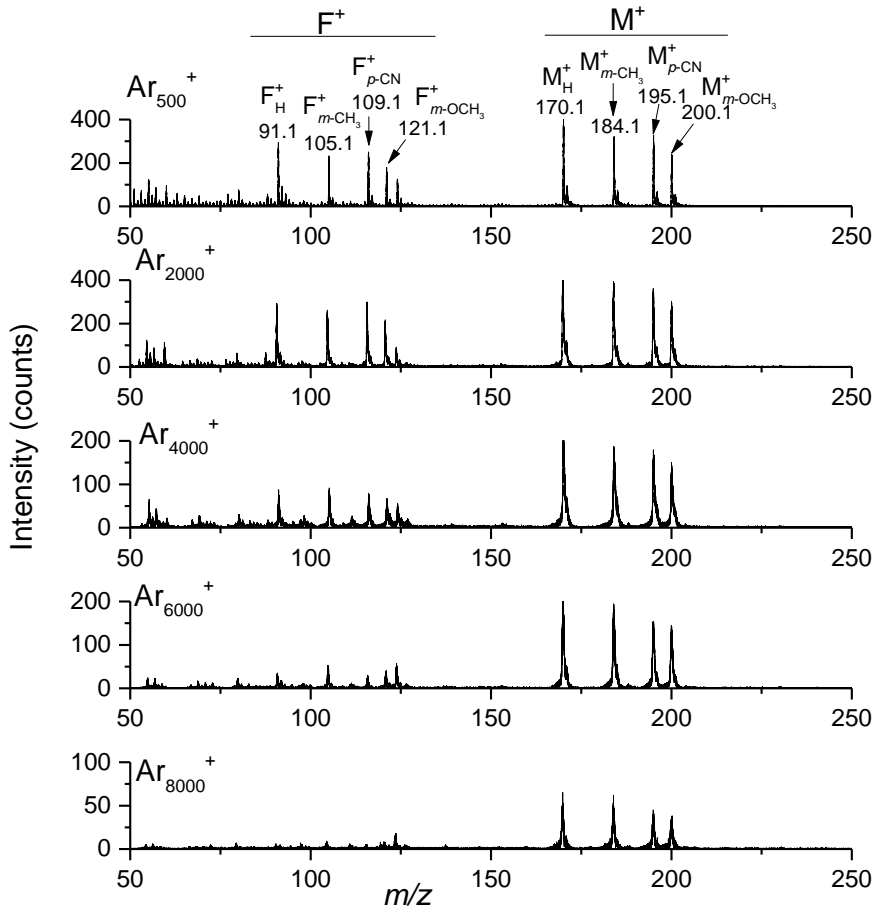 F+ M+
Ar500+
F+H 91.1
F+m-CH3 105.1
F+p-CN 109.1
F+m-OCH3 121.1
M+H 170.1
M+m-CH3 184.1
M+p-CN 195.1
M+m-OCH3 200.1
400
200
0
50 100 150 200 250
Ar2000+
400
200
0
50 100 150 200 250
Intensity (counts)
Ar4000+
200
100
0
50 100 150 200 250
Ar6000+
200
100
0
50 100 150 200 250
Ar8000+
100
50
0
50 100 150 200 250
m/z